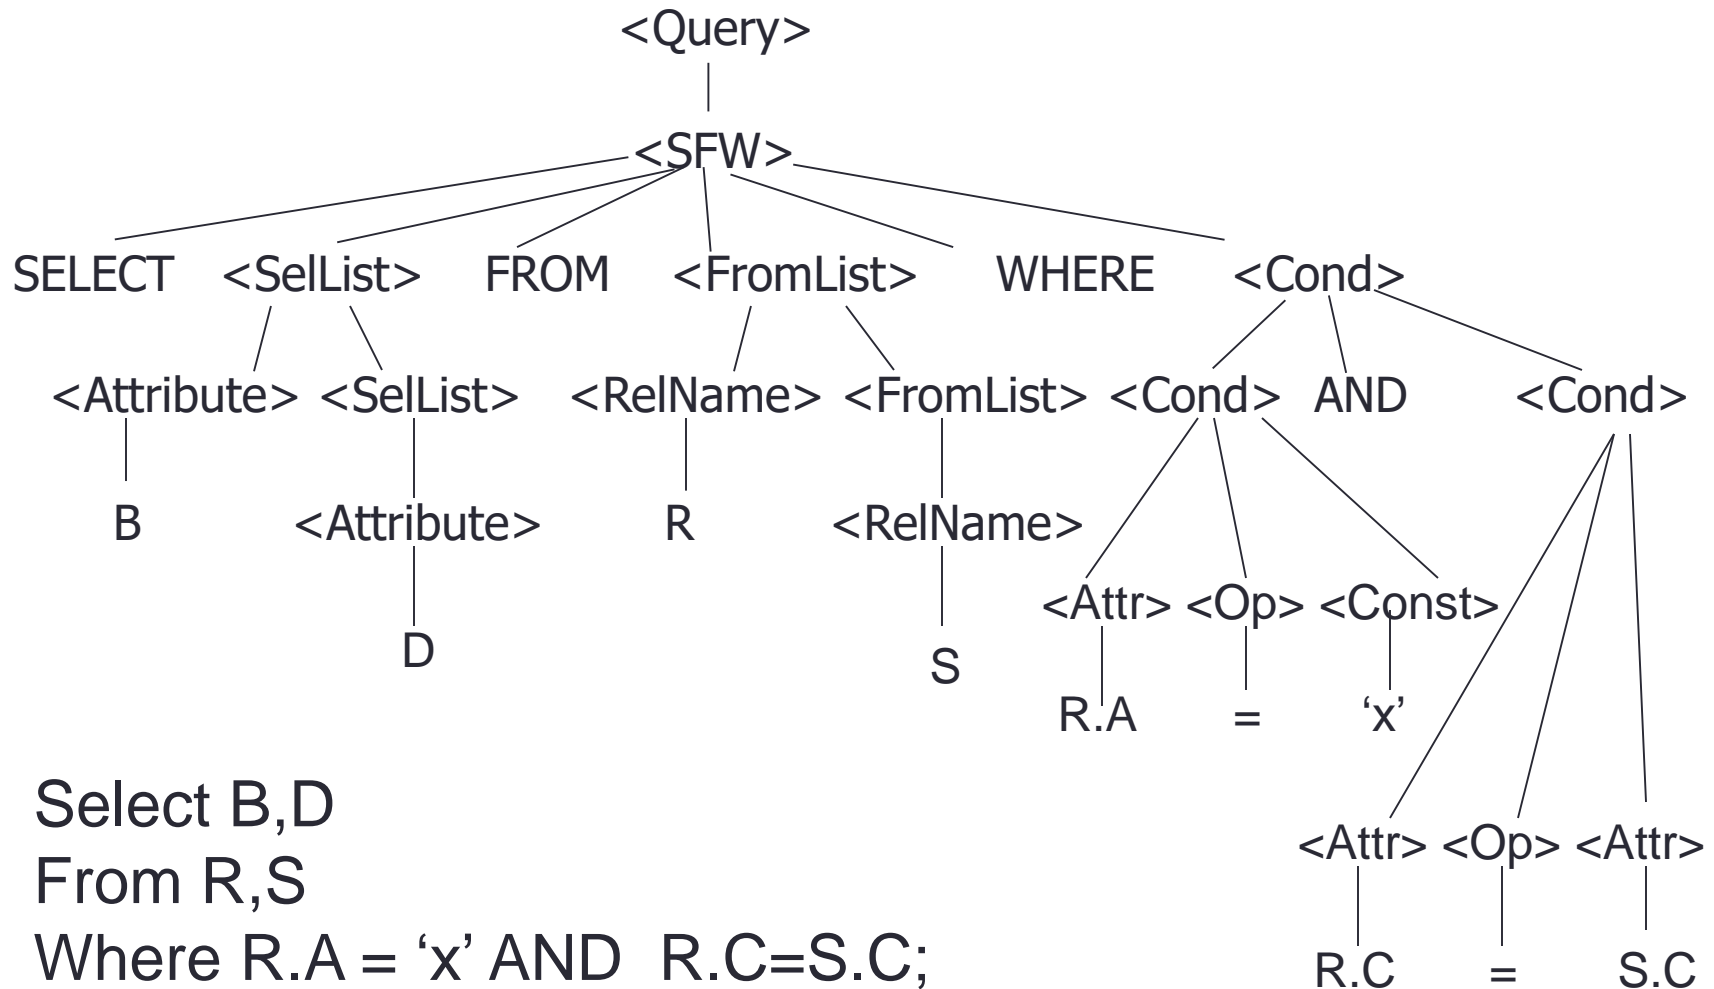 <Query>
<SFW>
SELECT <SelList> FROM <FromList> WHERE <Cond>
<Attribute> <SelList> <RelName> <FromList> <Cond> AND <Cond>
B <Attribute> R <RelName>
<Attr> <Op> <Const>
D S
R.A = ‘x’
Select B,D
<Attr> <Op> <Attr>
From R,S
Where R.A = ‘x’ AND R.C=S.C;
R.C = S.C